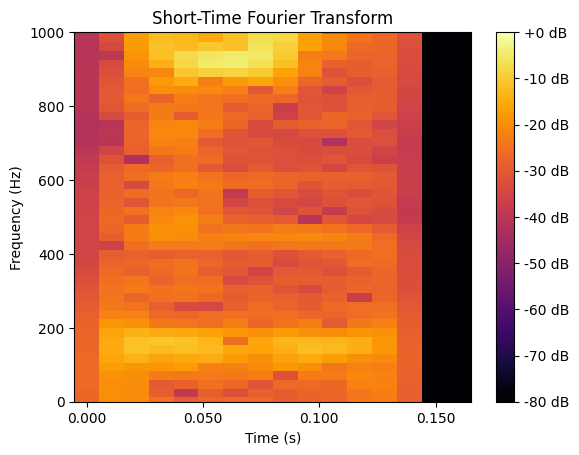 Short-Time Fourier Transform
Frequency (Hz)
1000
800
600
400
200
0
0.000
0.050
0.100
0.150
Time (s)
+0 dB
-10 dB
-20 dB
-30 dB
-40 dB
-50 dB
-60 dB
-70 dB
-80 dB